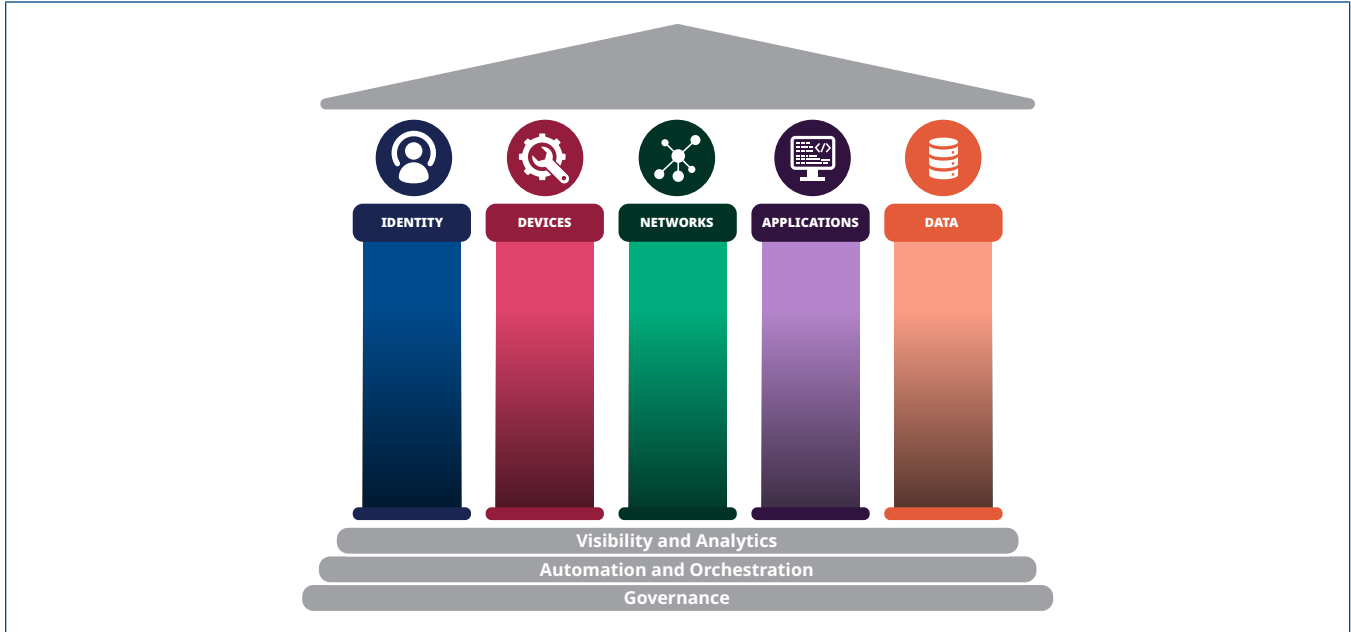 IDENTITY
DEVICES
NETWORKS
APPLICATIONS
DATA
Visibility and Analytics
Automation and Orchestration
Governance